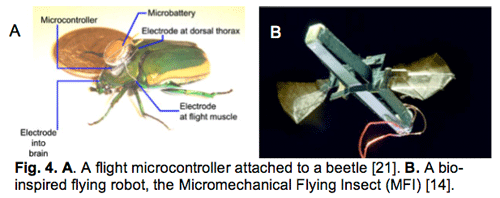 A
Microbattery
Microcontroller
Electrode at dorsal thorax
B
Electrode
at flight muscle
Electrode
into
brain
Fig. 4. A. A flight microcontroller attached to a beetle [21]. B. A bio-
inspired flying robot, the Micromechanical Flying Insect (MFI) [14].